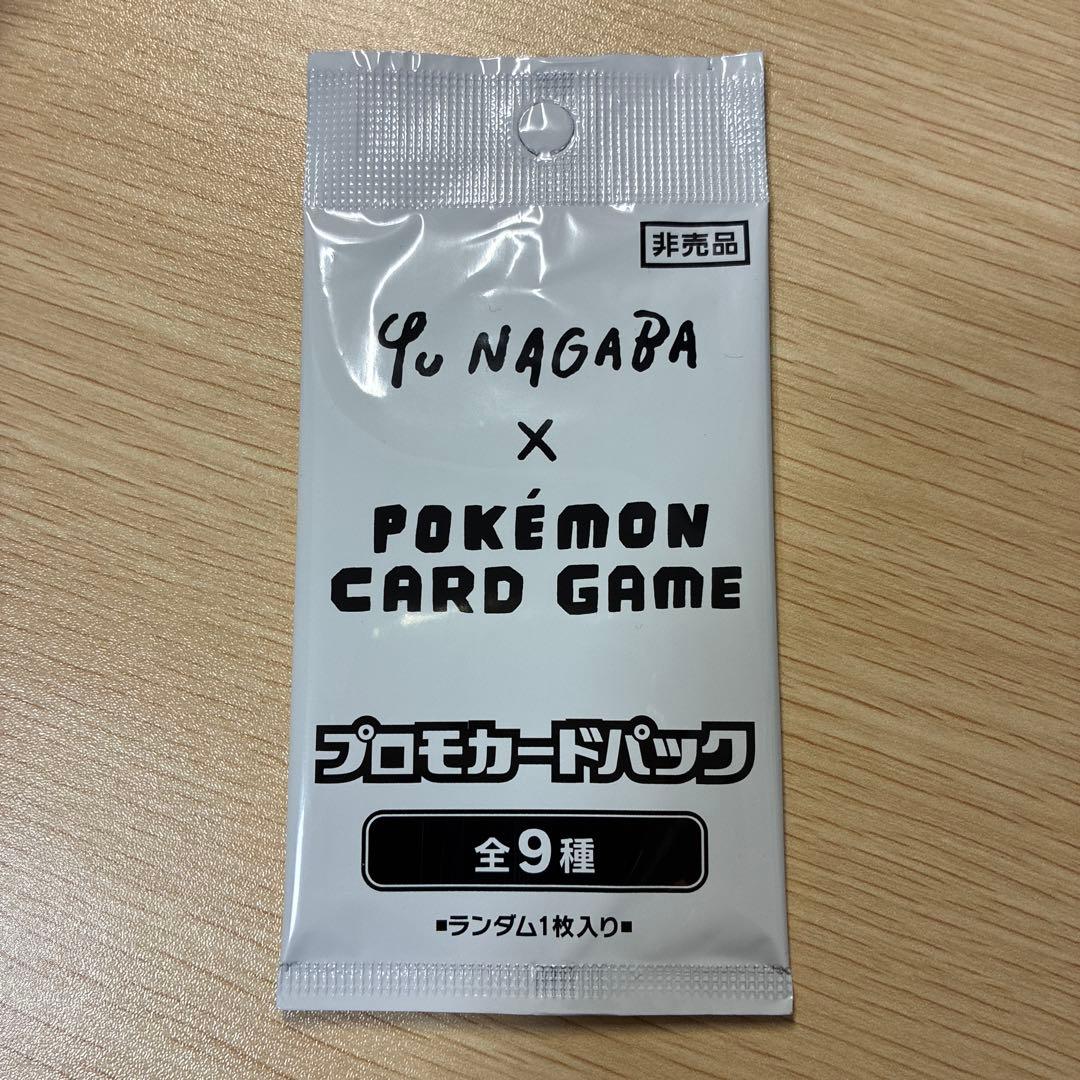 非売品
Yu NAGABA
×
POKÉMON
CARD GAME
プロモカードパック
全9種
■ランダム1枚入り■